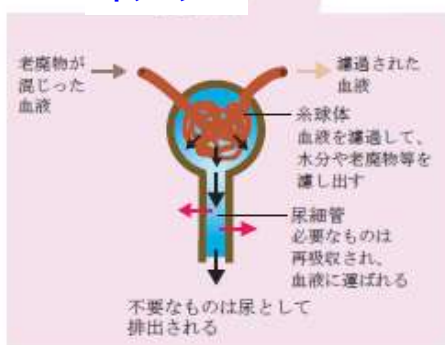 老廃物が
混じった
血液
濾過された
血液
糸球体
血液を濾過して、
水分や老廃物等を
濾し出す
尿細管
必要なものは
再吸収され、
血液に運ばれる
不要なものは尿として
排出される